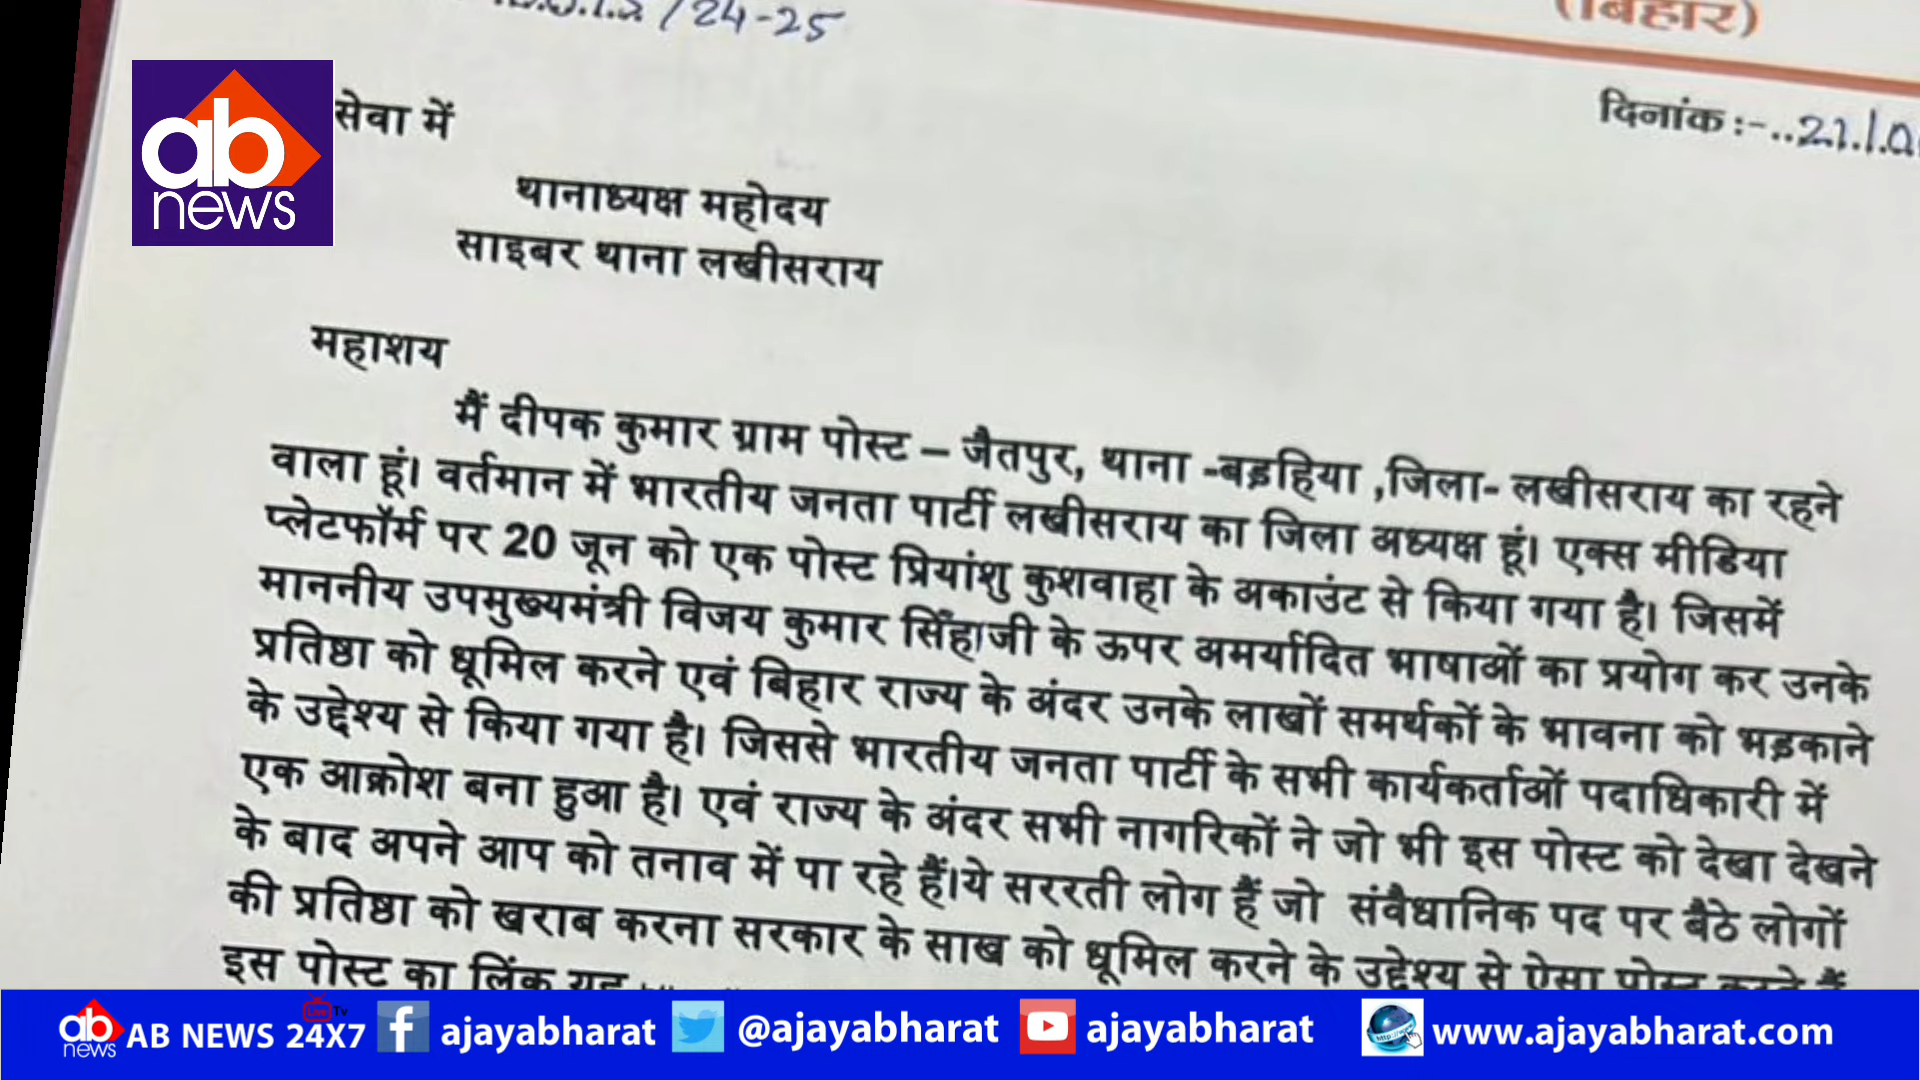 /24-25
(बिहार)
दिनांक :-..21.
ab
news
सेवा में
थानाध्यक्ष महोदय
साइबर थाना लखीसराय
महाशय
मैं दीपक कुमार ग्राम पोस्ट – जैतपुर, थाना -बड़हिया ,जिला- लखीसराय का रहने
वाला हूं। वर्तमान में भारतीय जनता पार्टी लखीसराय का जिला अध्यक्ष हूं। एक्स मीडिया
प्लेटफॉर्म पर 20 जून को एक पोस्ट प्रियांशु कुशवाहा के अकाउंट से किया गया है। जिसमें
माननीय उपमुख्यमंत्री विजय कुमार सिँहा जी के ऊपर अमर्यादित भाषाओं का प्रयोग कर उनके
प्रतिष्ठा को धूमिल करने एवं बिहार राज्य के अंदर उनके लाखों समर्थकों के भावना को भड़काने
के उद्देश्य से किया गया है। जिससे भारतीय जनता पार्टी के सभी कार्यकर्ताओं पदाधिकारी में
एक आक्रोश बना हुआ है। एवं राज्य के अंदर सभी नागरिकों ने जो भी इस पोस्ट को देखा देखने
के बाद अपने आप को तनाव में पा रहे हैं।ये सररती लोग हैं जो संवैधानिक पद पर बैठे लोगों
की प्रतिष्ठा को खराब करना सरकार के साख को धूमिल करने के उद्देश्य से ऐसा पोस्ट करते हैं
इस पोस्ट का लिंक यह
ab news AB NEWS 24X7 Live Tv ajayabharat @ajayabharat ajayabharat www.ajayabharat.com